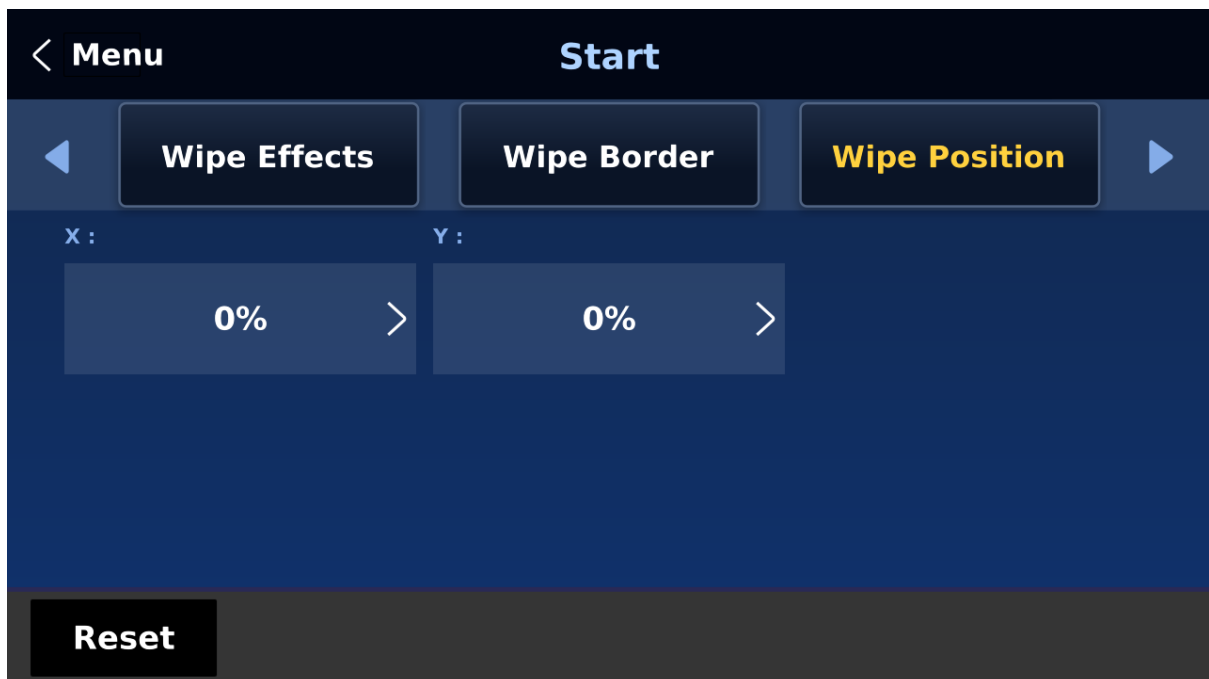 Menu
Start
Wipe Effects
Wipe Border
Wipe Position
X :
Y :
0%
0%
Reset